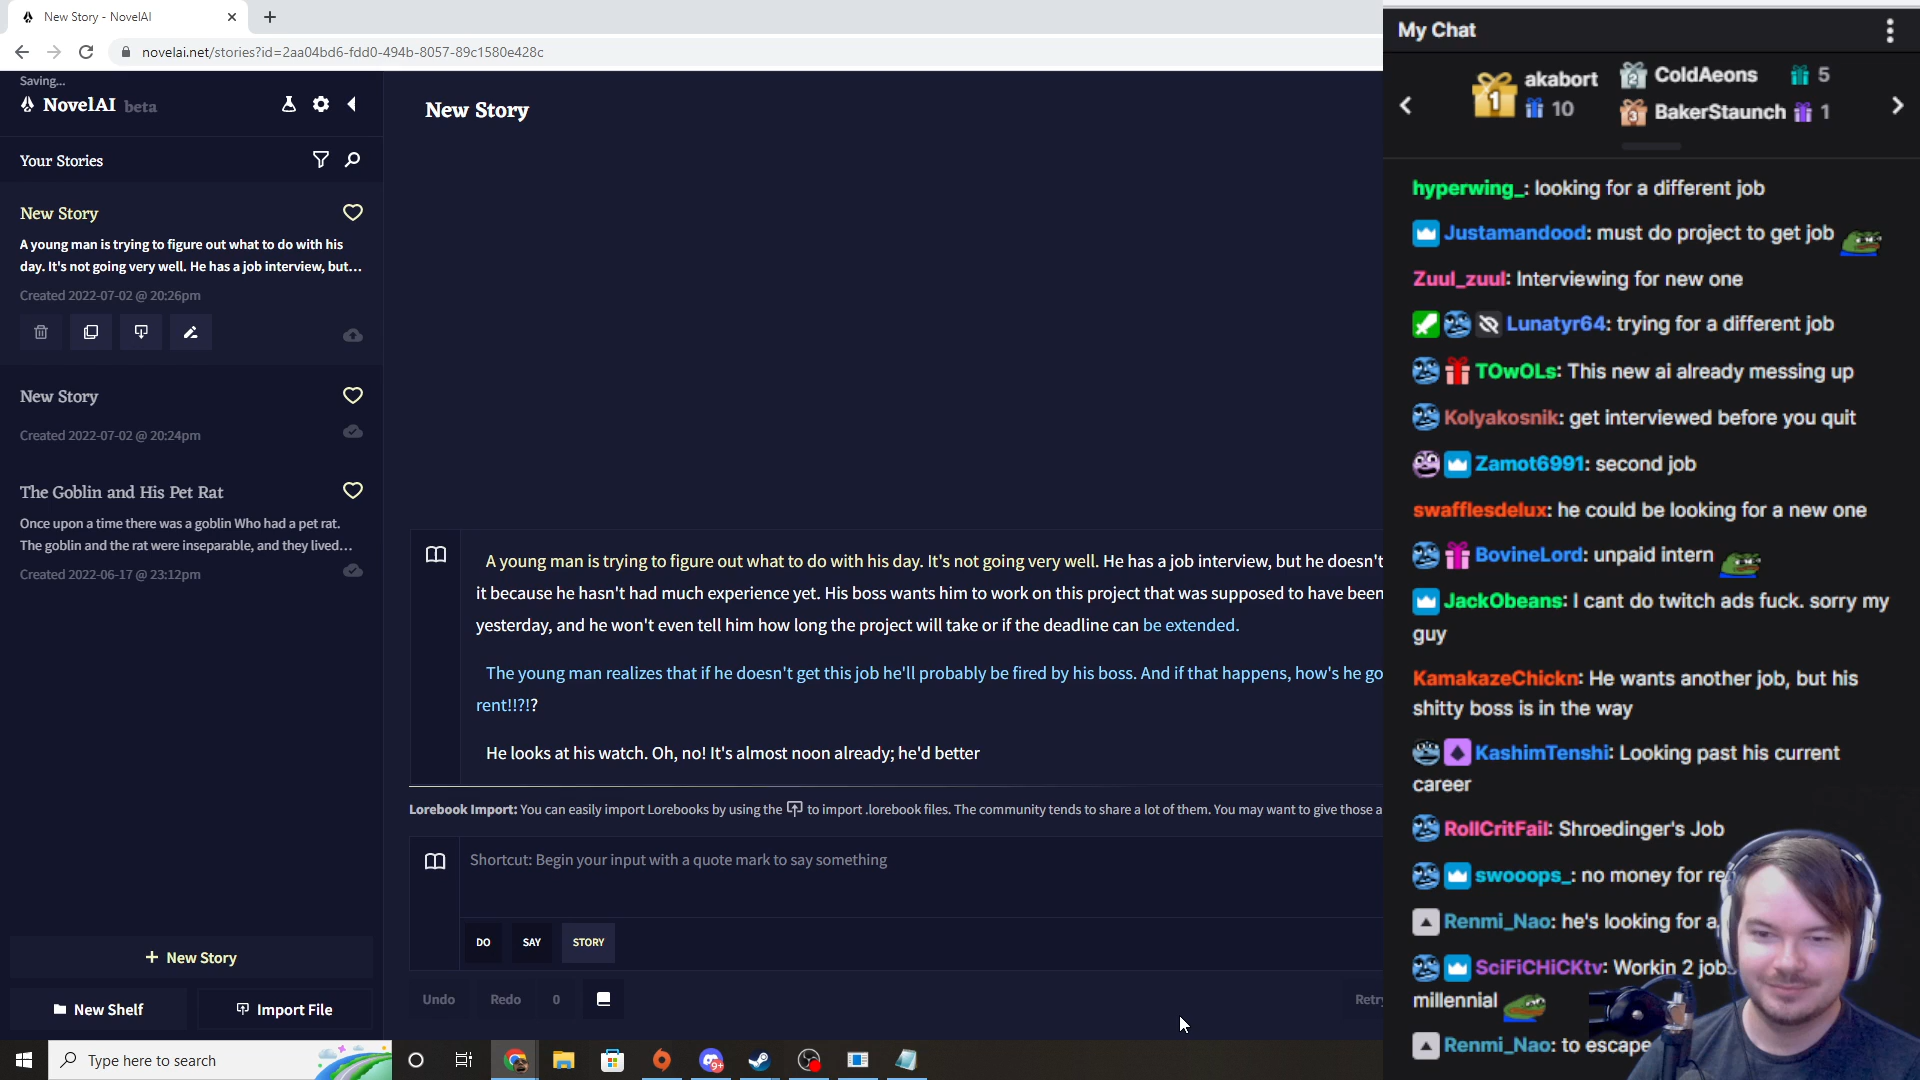 New Story - NovelAI
novelai.net/stories?id=2aa04bd6-fdd0-494b-8057-89c1580e428c
Saving...
NovelAI beta
Your Stories
New Story
A young man is trying to figure out what to do with his
day. It's not going very well. He has a job interview, but...
Created 2022-07-02 @ 20:26pm
New Story
Created 2022-07-02 @ 20:24pm
The Goblin and His Pet Rat
Once upon a time there was a goblin Who had a pet rat.
The goblin and the rat were inseparable, and they lived...
Created 2022-06-17 @ 23:12pm
+ New Story
New Shelf
Import File
New Story
A young man is trying to figure out what to do with his day. It's not going very well. He has a job interview, but he doesn't
it because he hasn't had much experience yet. His boss wants him to work on this project that was supposed to have been
yesterday, and he won't even tell him how long the project will take or if the deadline can be extended.
The young man realizes that if he doesn't get this job he'll probably be fired by his boss. And if that happens, how's he go
rent!!?!?
He looks at his watch. Oh, no! It's almost noon already; he'd better
Lorebook Import: You can easily import Lorebooks by using the to import .lorebook files. The community tends to share a lot of them. You may want to give those a
Shortcut: Begin your input with a quote mark to say something
DO SAY STORY
Undo Redo 0 Retry
Type here to search
9+
My Chat
1 akabort 10
2 ColdAeons 5
3 BakerStaunch 1
hyperwing_: looking for a different job
Justamandood: must do project to get job
Zuul_zuul: Interviewing for new one
Lunatyr64: trying for a different job
TOwOLs: This new ai already messing up
Kolyakosnik: get interviewed before you quit
Zamot6991: second job
swafflesdelux: he could be looking for a new one
BovineLord: unpaid intern
JackObeans: I cant do twitch ads fuck. sorry my
guy
KamakazeChickn: He wants another job, but his
shitty boss is in the way
KashimTenshi: Looking past his current
career
RollCritFail: Shroedinger's Job
swooops_: no money for re
Renmi_Nao: he's looking for a
SciFiCHiCKtv: Workin 2 jobs
millennial
Renmi_Nao: to escape